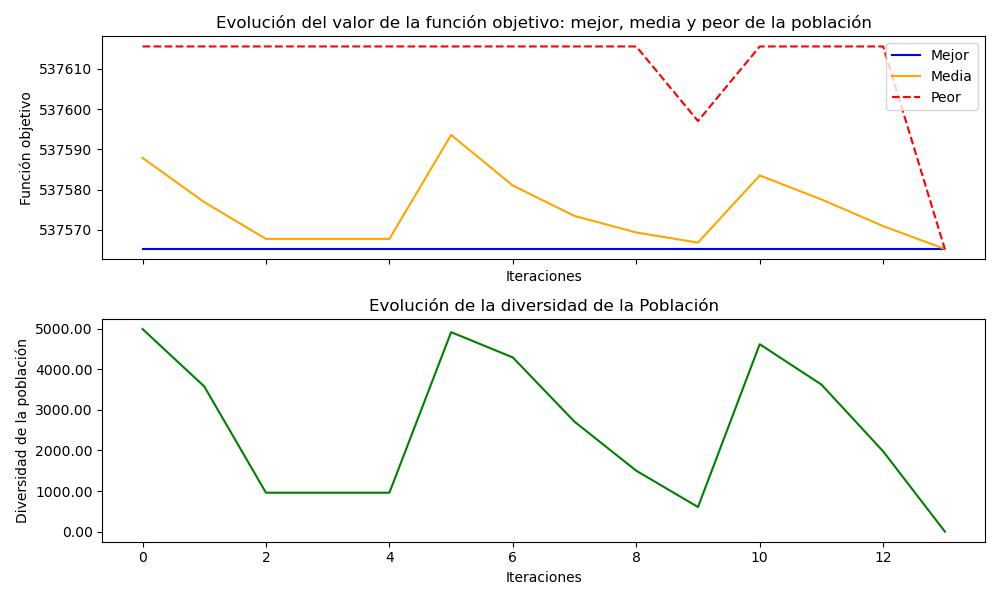 Evolución del valor de la función objetivo: mejor, media y peor de la población
Función objetivo
537610
537600
537590
537580
537570
Mejor
Media
Peor
Iteraciones
Evolución de la diversidad de la Población
Diversidad de la población
5000.00
4000.00
3000.00
2000.00
1000.00
0.00
0 2 4 6 8 10 12
Iteraciones